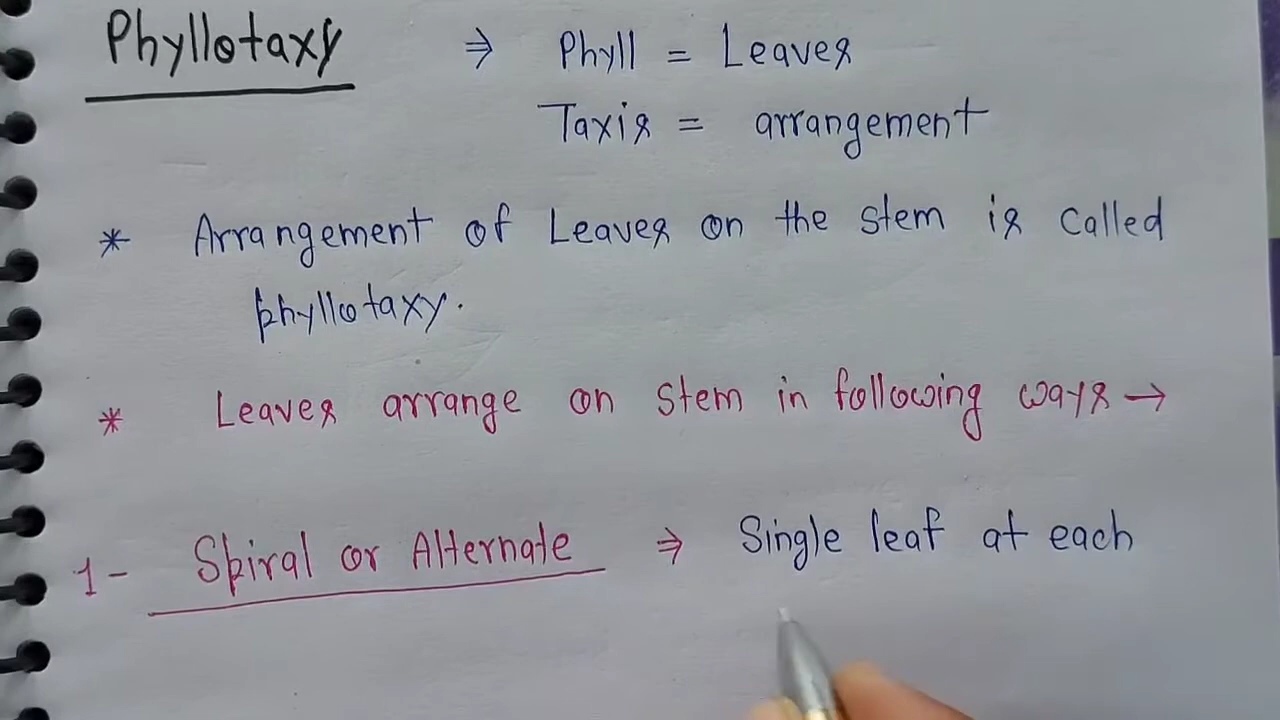 Phyllotaxy ⇒ Phyll = Leaves
Taxis = arrangement
* Arrangement of Leaves on the stem is called
phyllotaxy.
* Leaves arrange on stem in following ways →
1- Spiral or Alternate ⇒ Single leaf at each